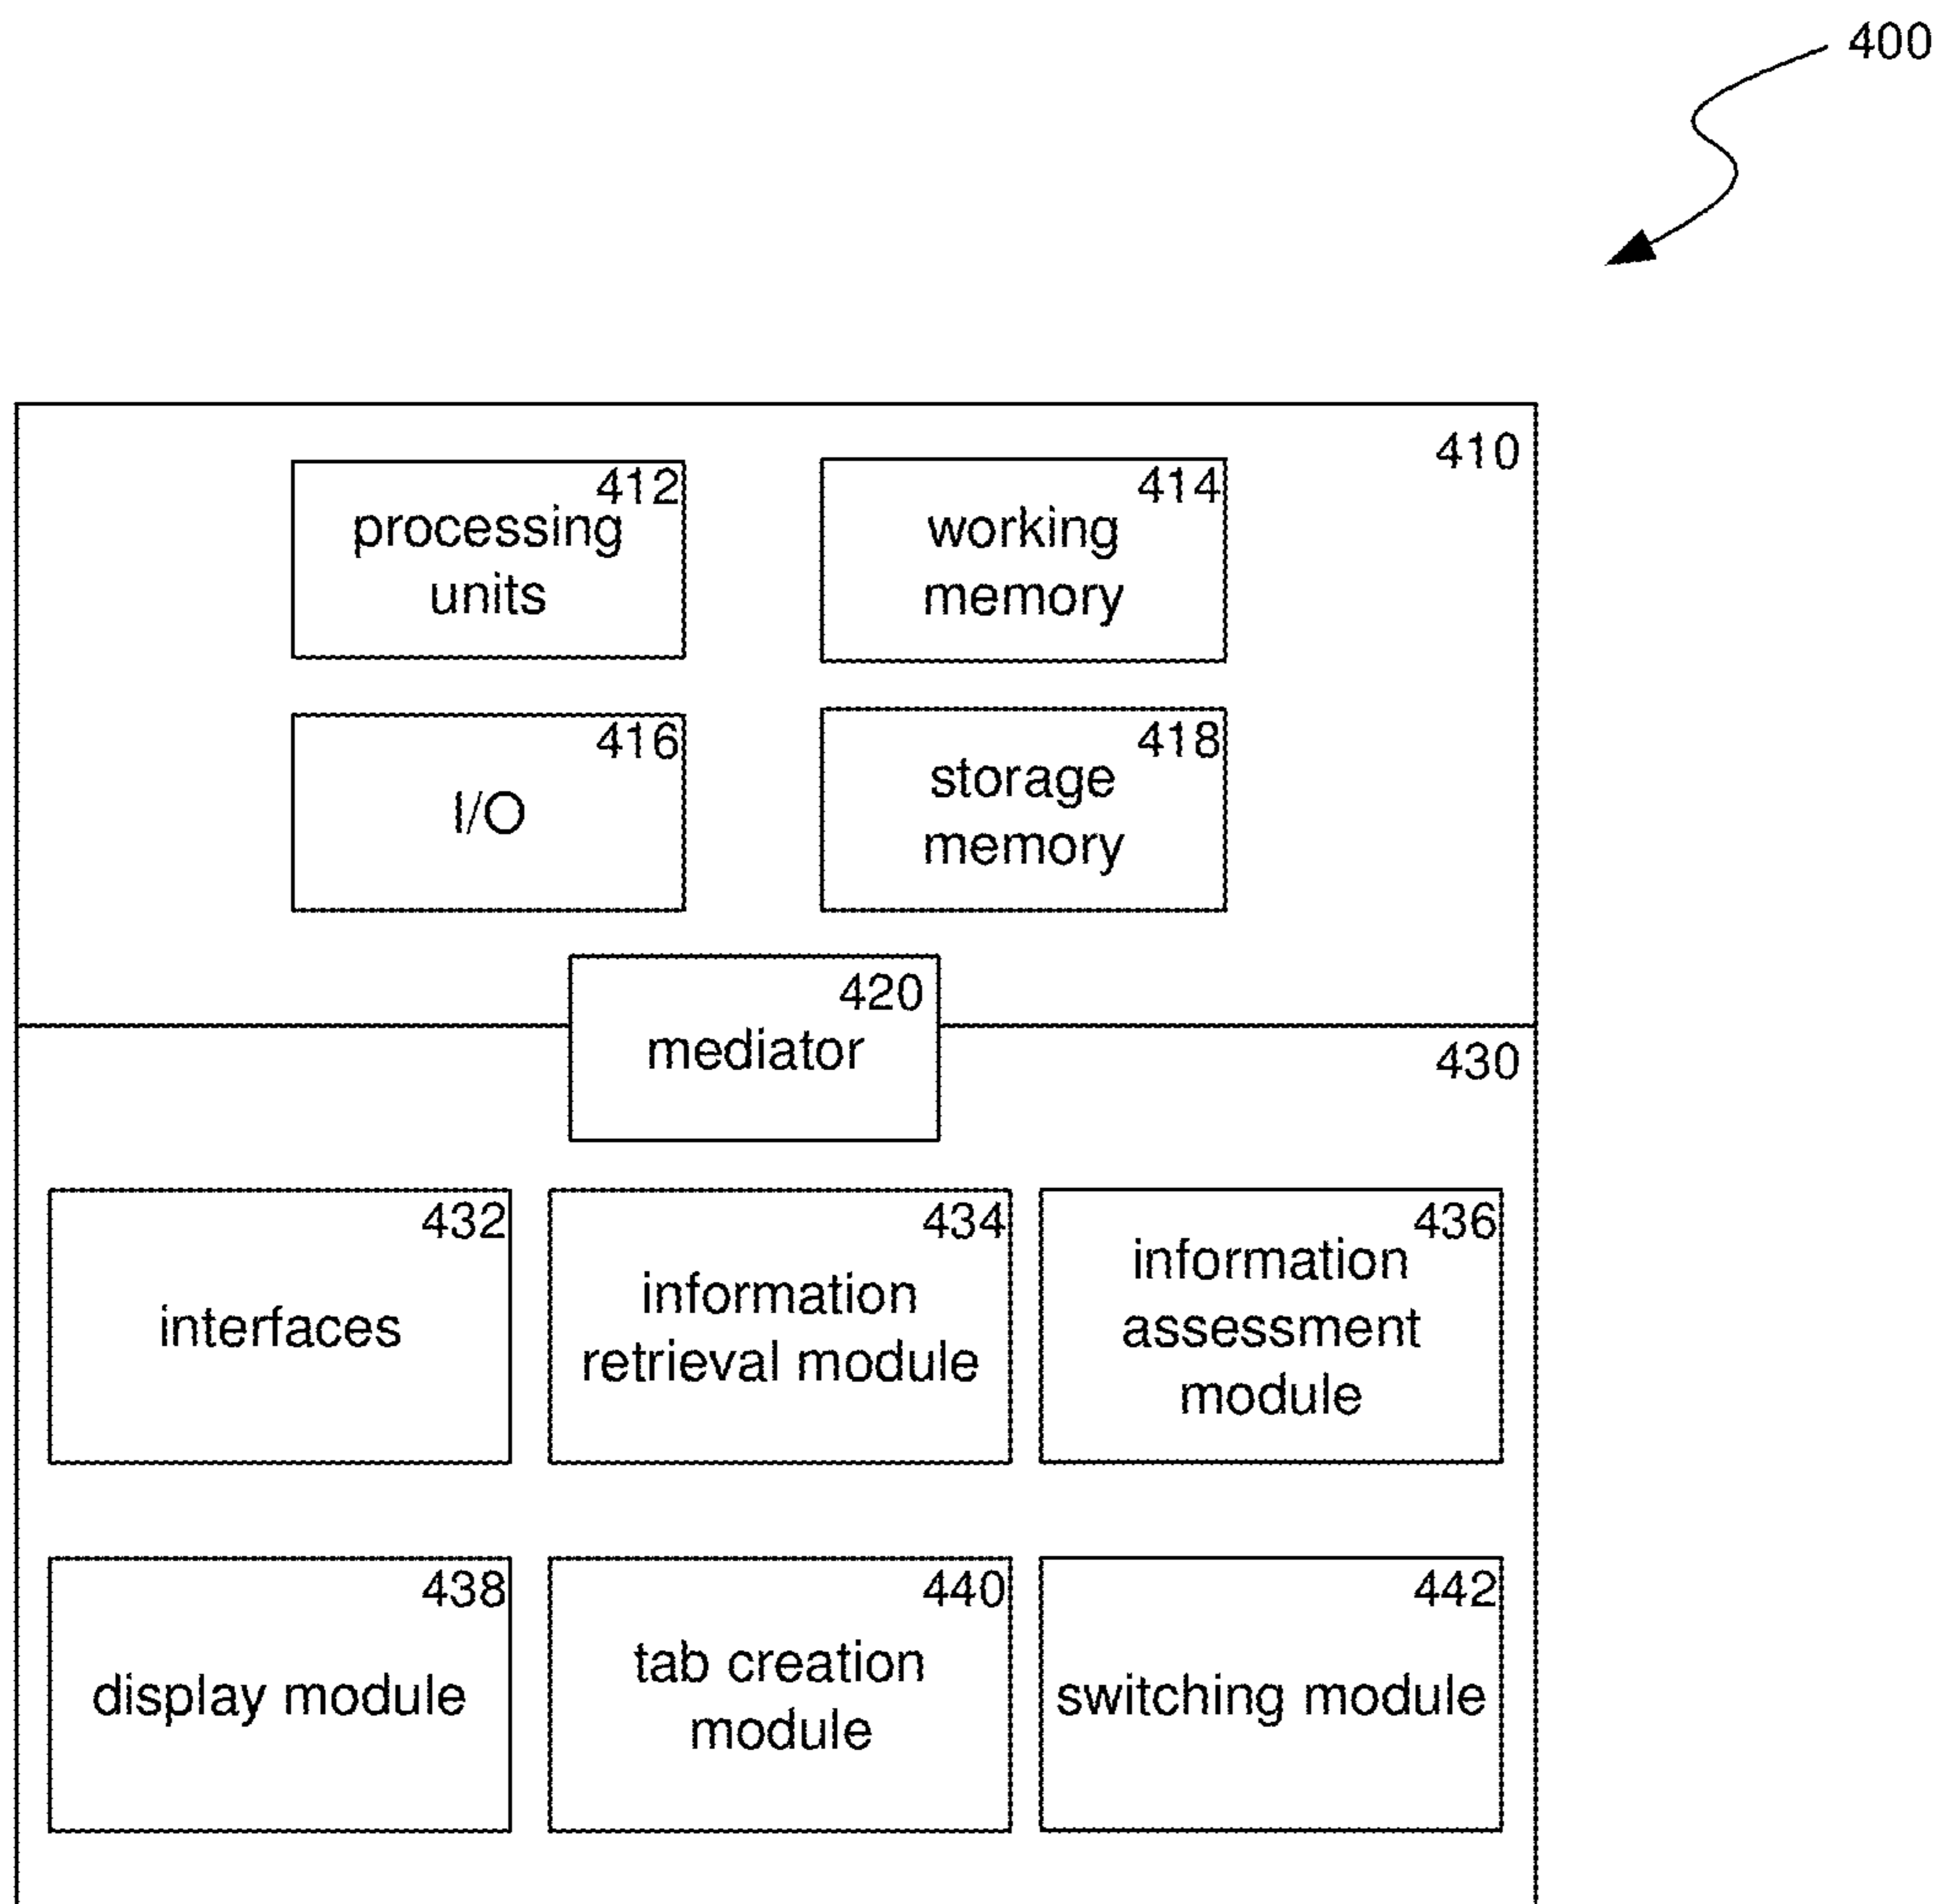 400
410
412
processing
units
414
working
memory
416
I/O
418
storage
memory
420
mediator
430
432
interfaces
434
information
retrieval module
436
information
assessment
module
438
display module
440
tab creation
module
442
switching module